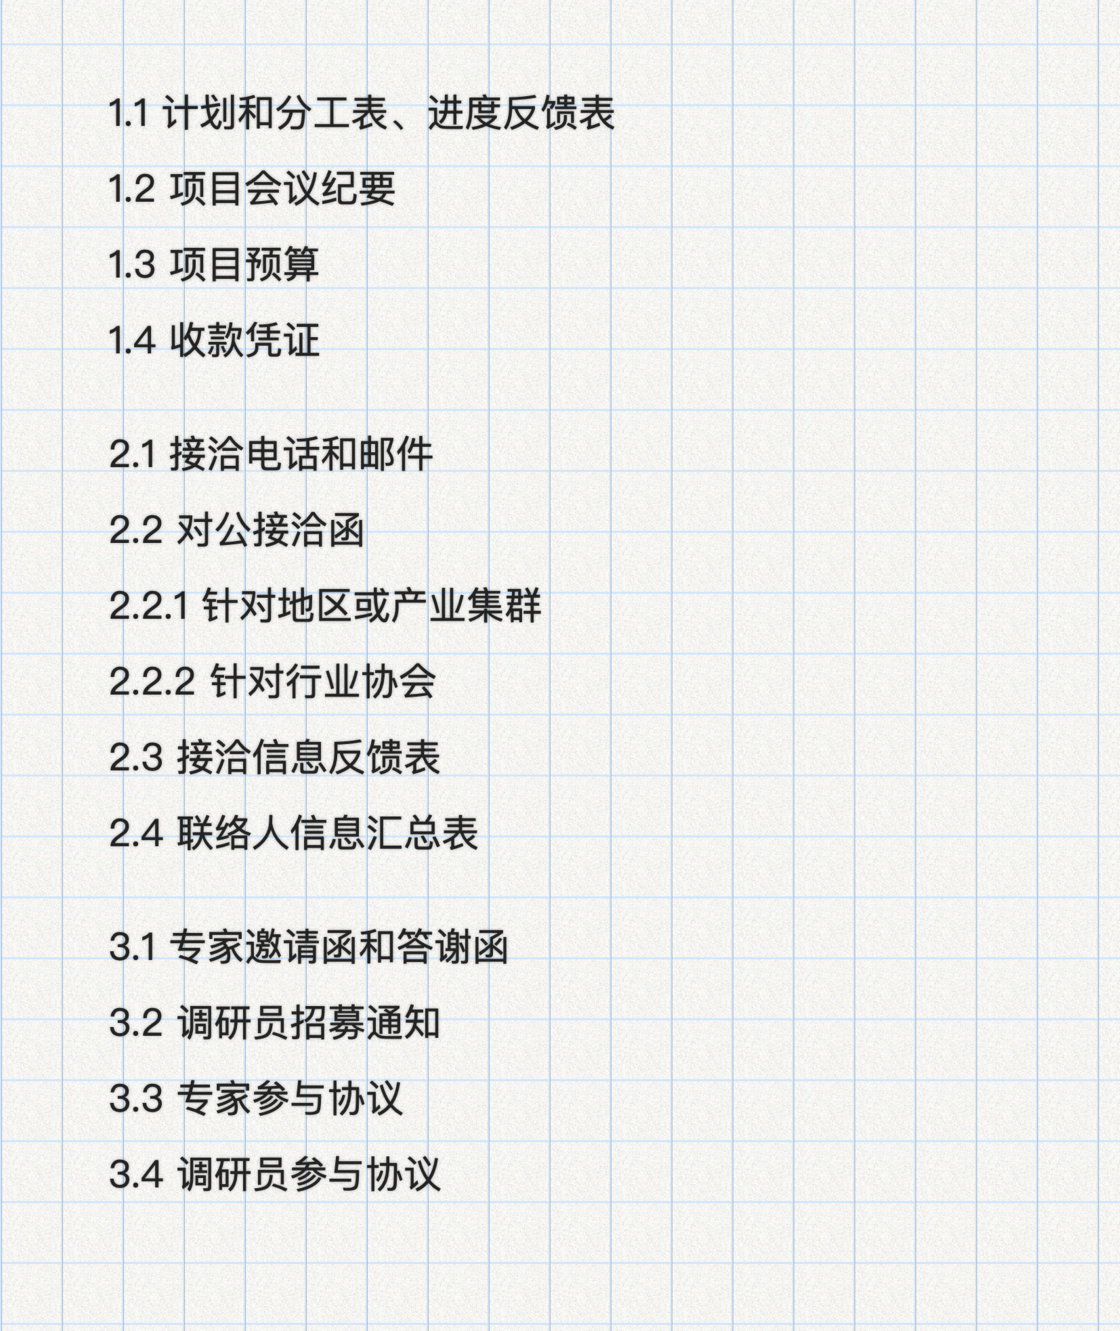 1.1 计划和分工表、进度反馈表
1.2 项目会议纪要
1.3 项目预算
1.4 收款凭证
2.1 接洽电话和邮件
2.2 对公接洽函
2.2.1 针对地区或产业集群
2.2.2 针对行业协会
2.3 接洽信息反馈表
2.4 联络人信息汇总表
3.1 专家邀请函和答谢函
3.2 调研员招募通知
3.3 专家参与协议
3.4 调研员参与协议